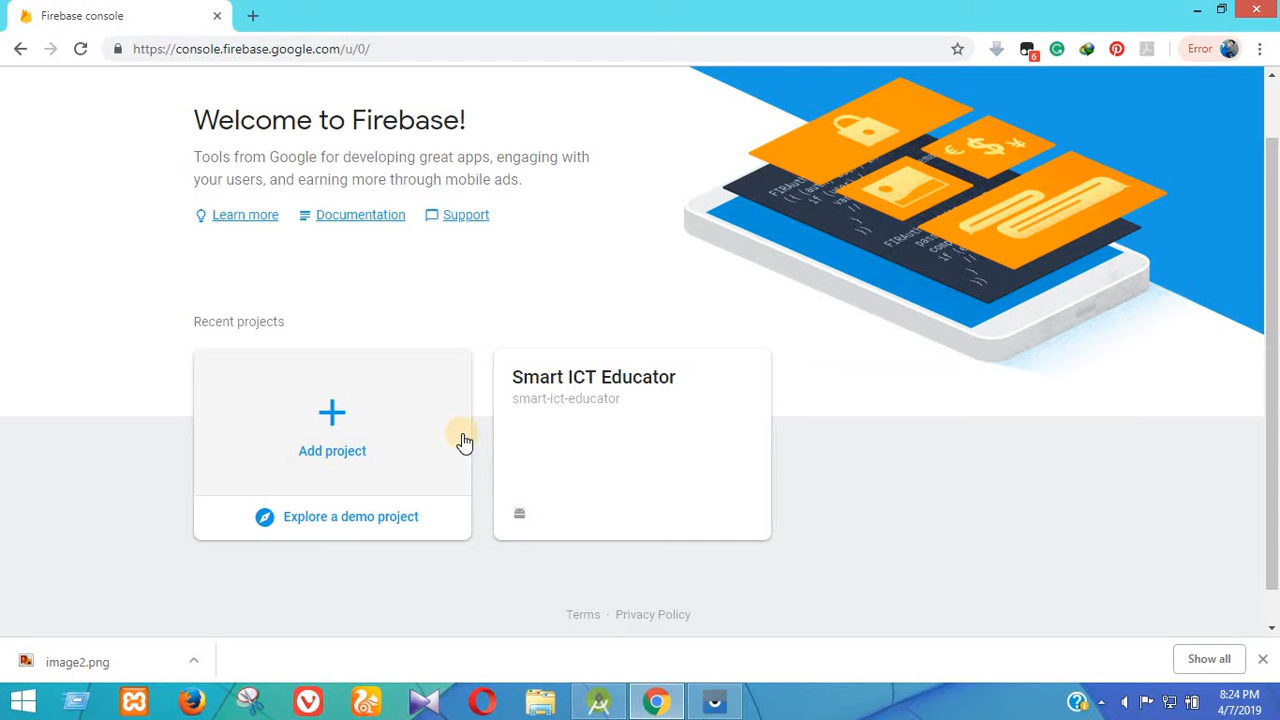 Firebase console
https://console.firebase.google.com/u/0/
6
Error
Welcome to Firebase!
Tools from Google for developing great apps, engaging with
your users, and earning more through mobile ads.
Learn more
Documentation
Support
Recent projects
Add project
Explore a demo project
Smart ICT Educator
smart-ict-educator
Terms · Privacy Policy
image2.png
Show all
8:24 PM
4/7/2019